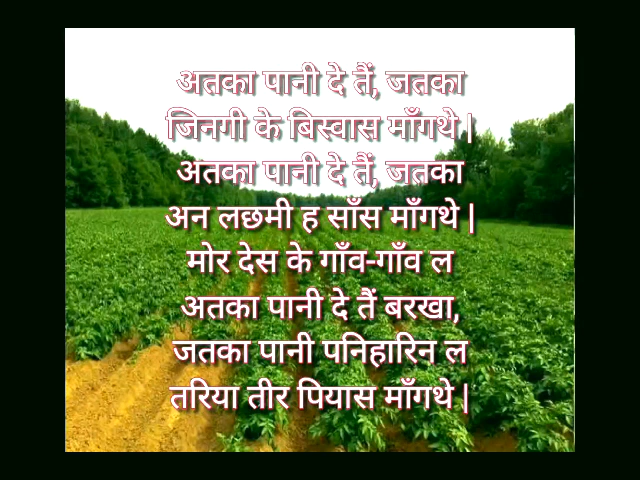 अतका पानी दे तैं, जतका
जिनगी के बिस्वास माँगथे |
अतका पानी दे तैं, जतका
अन लछमी ह साँस माँगथे |
मोर देस के गाँव-गाँव ल
अतका पानी दे तैं बरखा,
जतका पानी पनिहारिन ल
तरिया तीर पियास माँगथे |